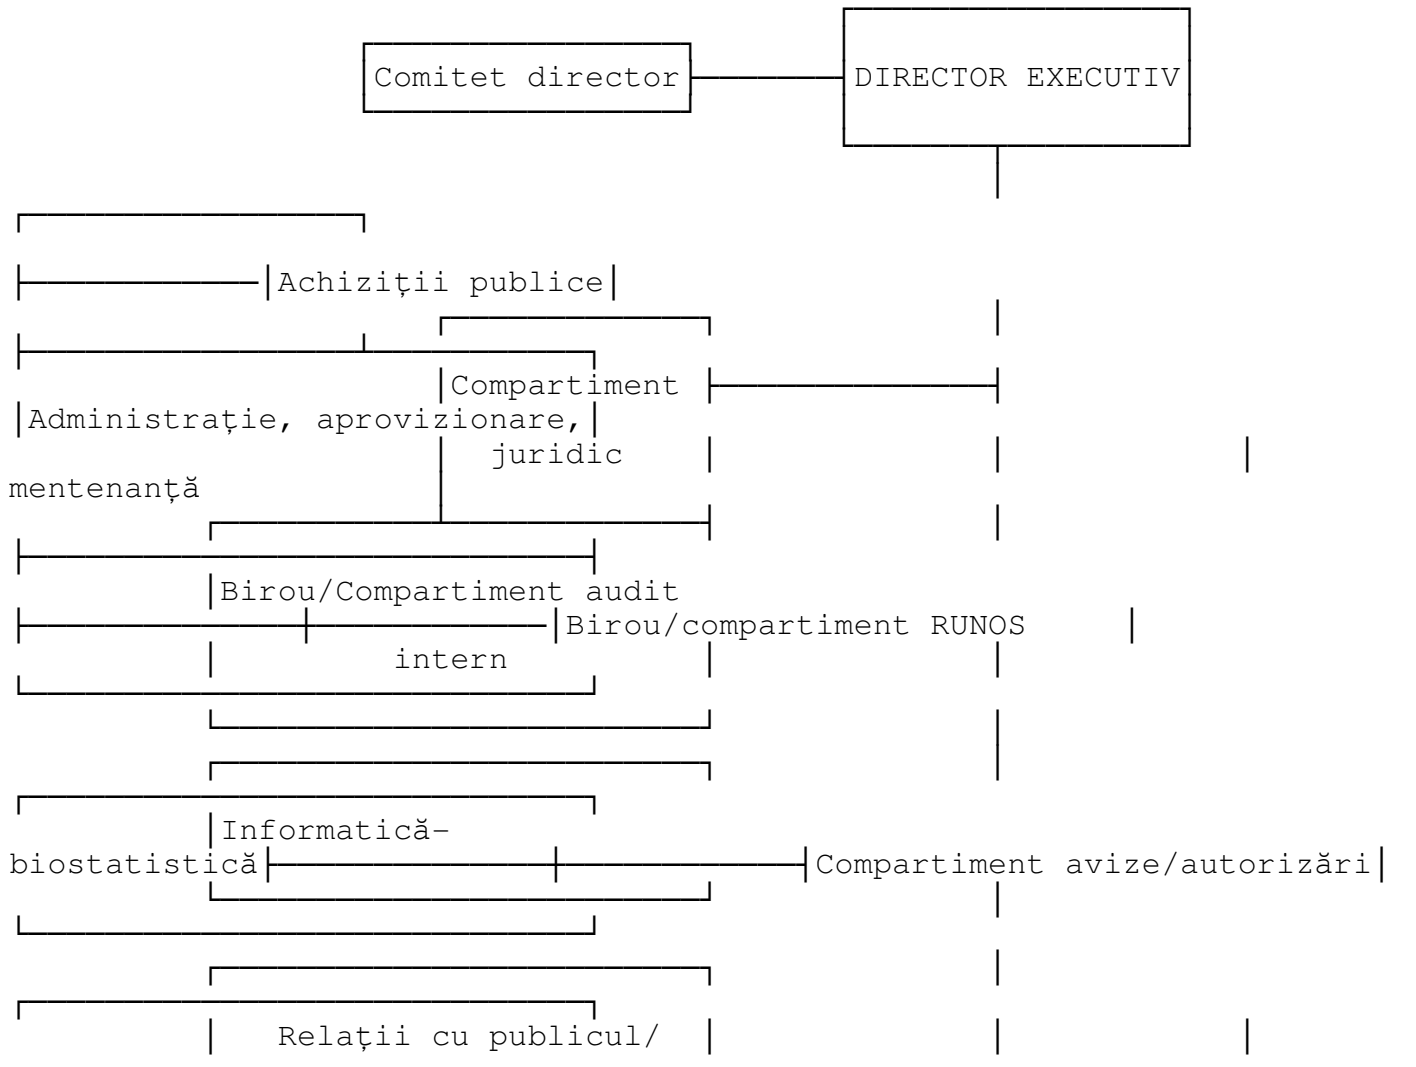 Comitet director DIRECTOR EXECUTIV
Achiziții publice
Compartiment
Administrație, aprovizionare,
juridic
mentenanță
Birou/Compartiment audit
Birou/compartiment RUNOS
intern
Informatică-
biostatistică Compartiment avize/autorizări
Relații cu publicul/